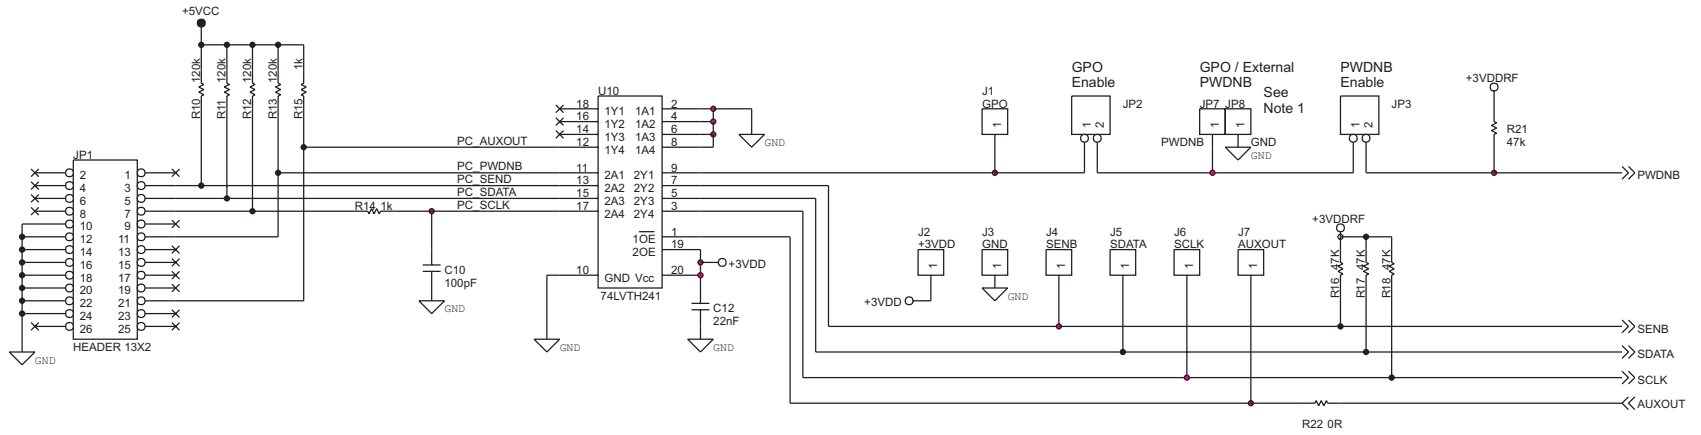 +5VCC
R10 120k
R11 120k
R12 120k
R13 120k
R15 1k
JP1
2 1
4 3
6 5
8 7
10 9
12 11
14 13
16 15
18 17
20 19
22 21
24 23
26 25
HEADER 13X2
GND
PC_AUXOUT
PC_PWDNB
PC_SEND
PC_SDATA
R14 1k
PC_SCLK
C10
100pF
GND
U10
18 1Y1 1A1 2
16 1Y2 1A2 4
14 1Y3 1A3 6
12 1Y4 1A4 8
11 2A1 2Y1 9
13 2A2 2Y2 7
15 2A3 2Y3 5
17 2A4 2Y4 3
1OE 1
2OE 19
10 GND Vcc 20
74LVTH241
GND
GND
+3VDD
C12
22nF
GND
J1
GPO
1
GPO
Enable
JP2
1 2
GPO / External
PWDNB
See
Note 1
JP7 JP8
1 1
PWDNB
GND
GND
PWDNB
Enable
JP3
1 2
+3VDDRF
R21
47k
PWDNB
J2
+3VDD
1
+3VDD
J3
GND
1
GND
J4
SENB
1
J5
SDATA
1
J6
SCLK
1
J7
AUXOUT
1
+3VDDRF
R16 47K
R17 47K
R18 47K
SENB
SDATA
SCLK
AUXOUT
R22 0R